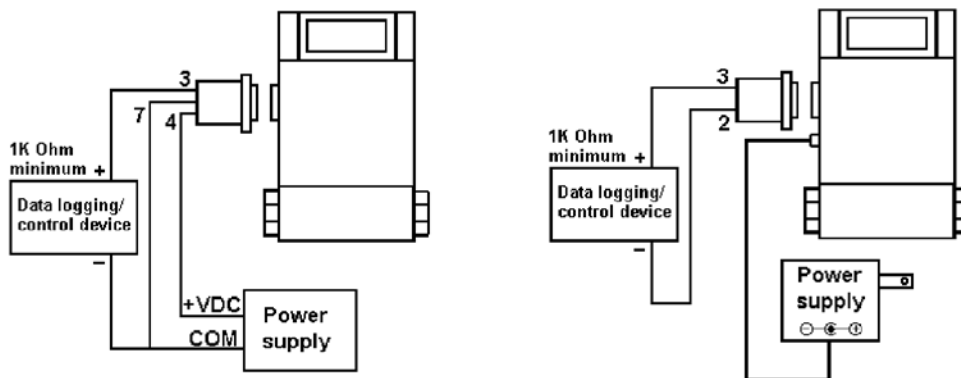 3
7
4
1K Ohm
minimum +
Data logging/
control device
–
+VDC
COM
Power
supply
3
2
1K Ohm
minimum +
Data logging/
control device
–
Power
supply
– +